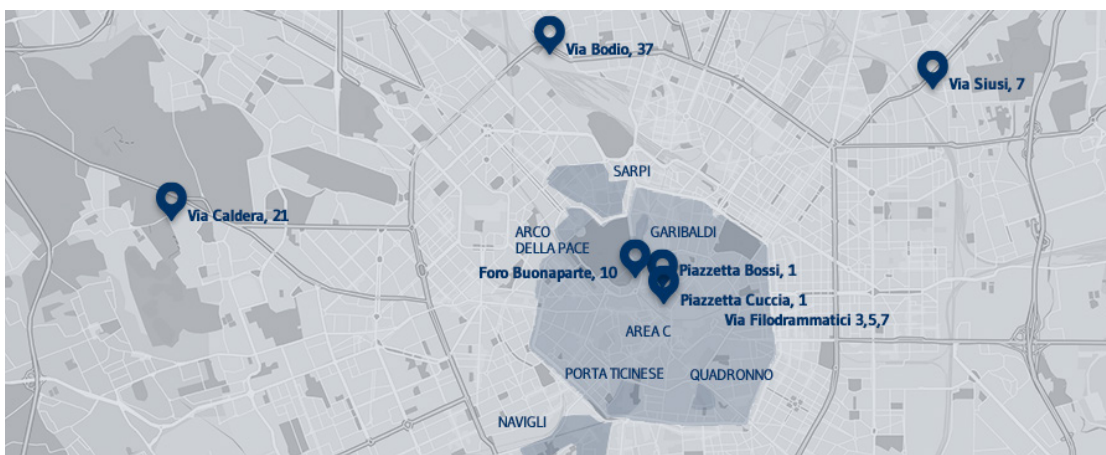 Via Bodio, 37
Via Siusi, 7
SARPI
Via Caldera, 21
ARCO
DELLA PACE
GARIBALDI
Foro Buonaparte, 10
Piazzetta Bossi, 1
Piazzetta Cuccia, 1
Via Filodrammatici 3,5,7
AREA C
PORTA TICINESE
QUADRONNO
NAVIGLI